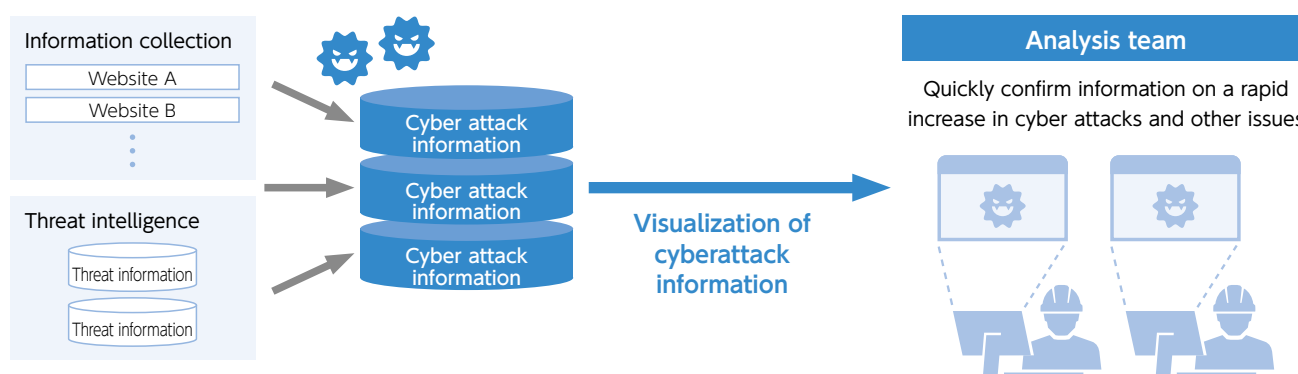 Information collection
Website A
Website B
Threat intelligence
Threat information
Threat information
Cyber attack
information
Cyber attack
information
Cyber attack
information
Visualization of
cyberattack
information
Analysis team
Quickly confirm information on a rapid
increase in cyber attacks and other issues